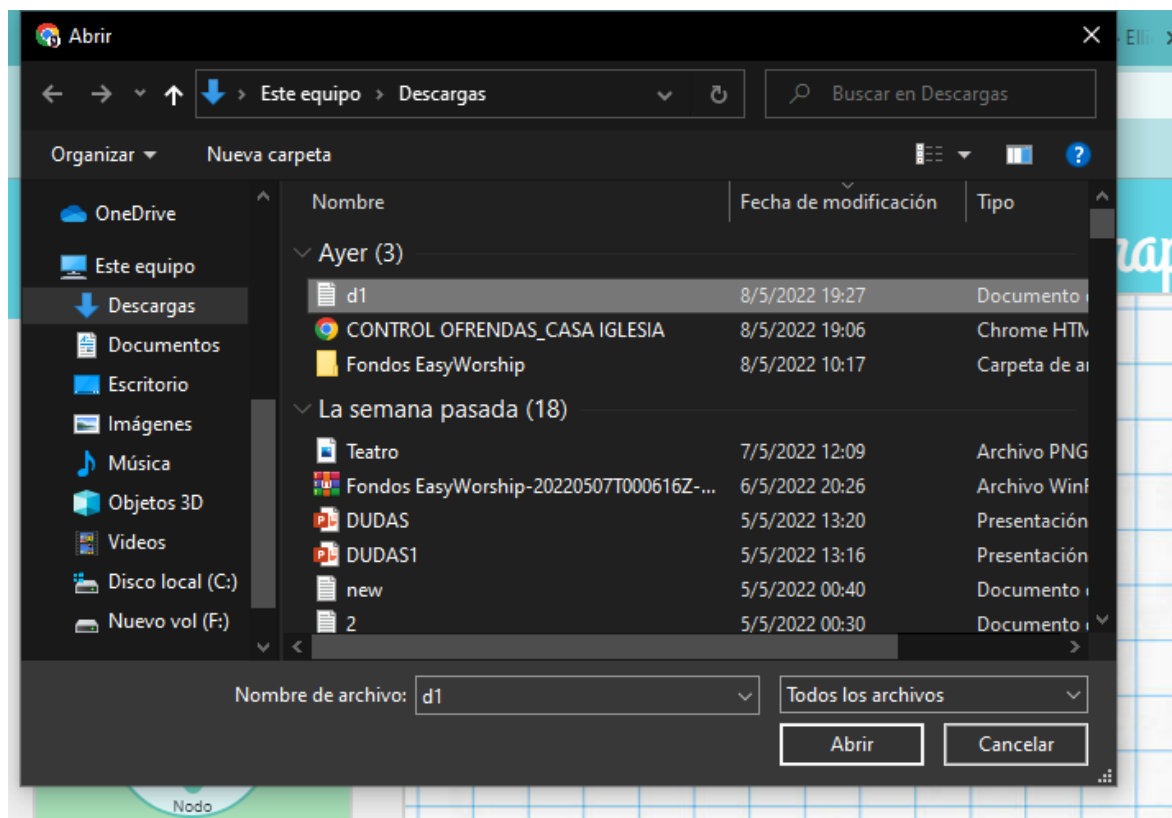 Abrir
Elli
Este equipo > Descargas
Buscar en Descargas
Organizar
Nueva carpeta
?
OneDrive
Este equipo
Descargas
Documentos
Escritorio
Imágenes
Música
Objetos 3D
Videos
Disco local (C:)
Nuevo vol (F:)
Nombre Fecha de modificación Tipo
Ayer (3)
d1 8/5/2022 19:27 Documento
CONTROL OFRENDAS_CASA IGLESIA 8/5/2022 19:06 Chrome HTM
Fondos EasyWorship 8/5/2022 10:17 Carpeta de ar
La semana pasada (18)
Teatro 7/5/2022 12:09 Archivo PNG
Fondos EasyWorship-20220507T000616Z-... 6/5/2022 20:26 Archivo WinR
DUDAS 5/5/2022 13:20 Presentación
DUDAS1 5/5/2022 13:16 Presentación
new 5/5/2022 00:40 Documento
2 5/5/2022 00:30 Documento
Nombre de archivo: d1
Todos los archivos
Abrir
Cancelar
Nodo